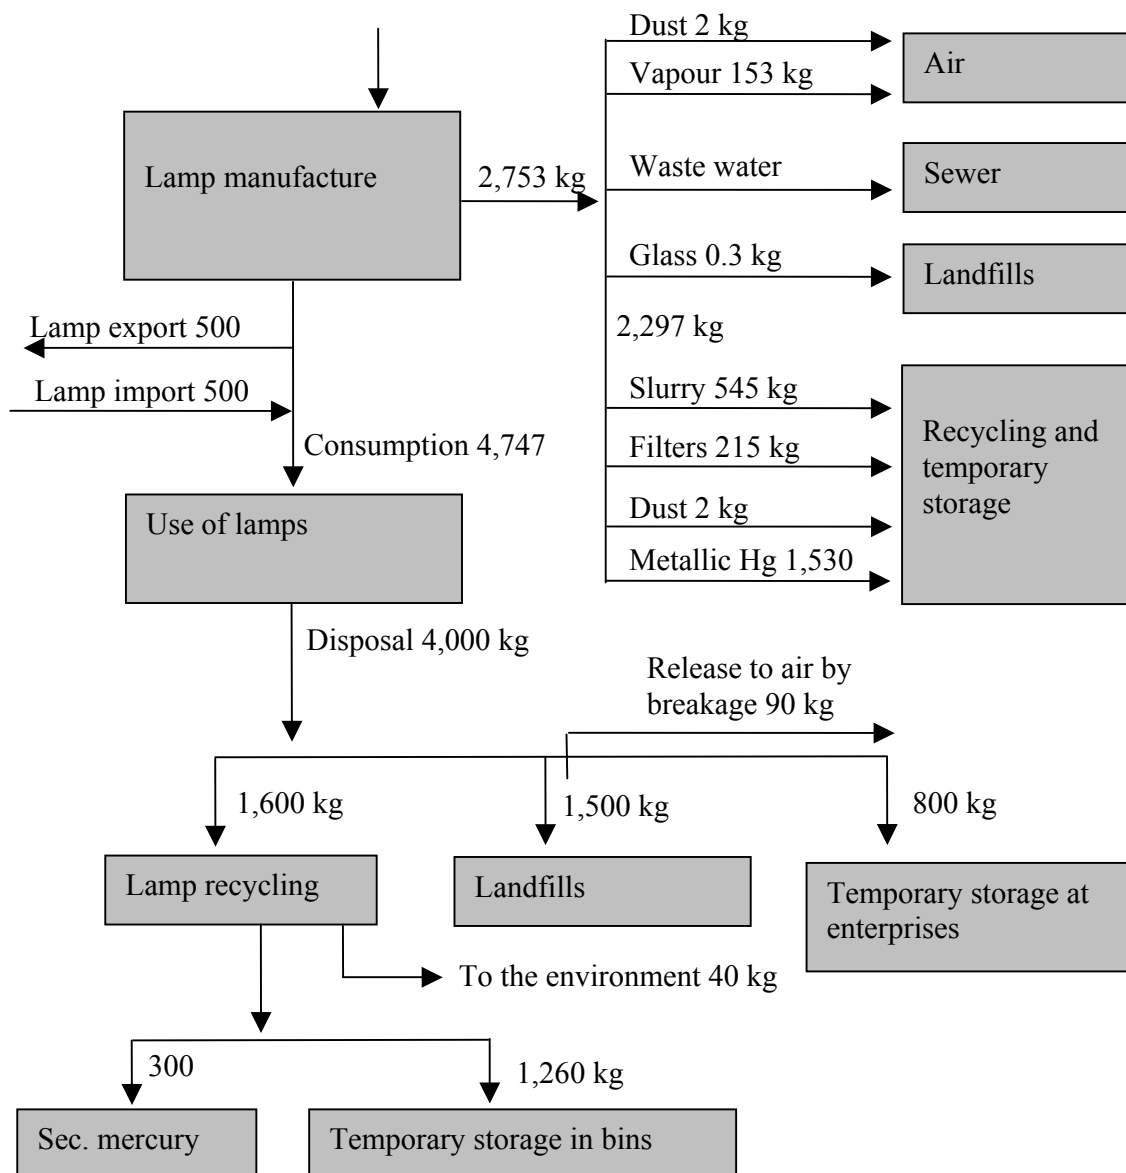 Dust 2 kg
Air
Vapour 153 kg
Lamp manufacture
2,753 kg
Waste water
Sewer
Glass 0.3 kg
Landfills
2,297 kg
Lamp export 500
Lamp import 500
Slurry 545 kg
Recycling and
temporary
storage
Filters 215 kg
Consumption 4,747
Dust 2 kg
Use of lamps
Metallic Hg 1,530
Disposal 4,000 kg
Release to air by
breakage 90 kg
1,600 kg
1,500 kg
800 kg
Lamp recycling
Landfills
Temporary storage at
enterprises
To the environment 40 kg
300
1,260 kg
Sec. mercury
Temporary storage in bins